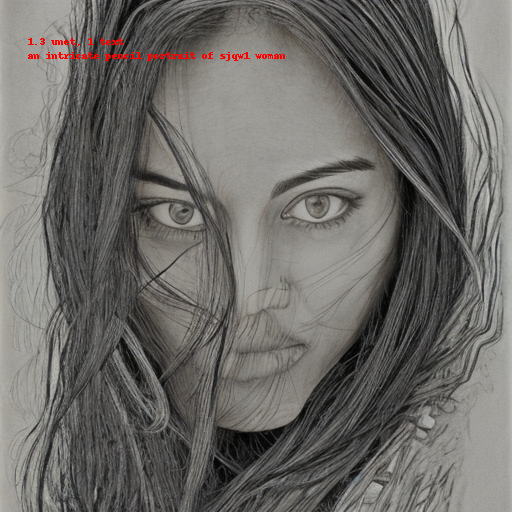 1.3 unet, 1 text
an intricate pencil portrait of sjqw1 woman